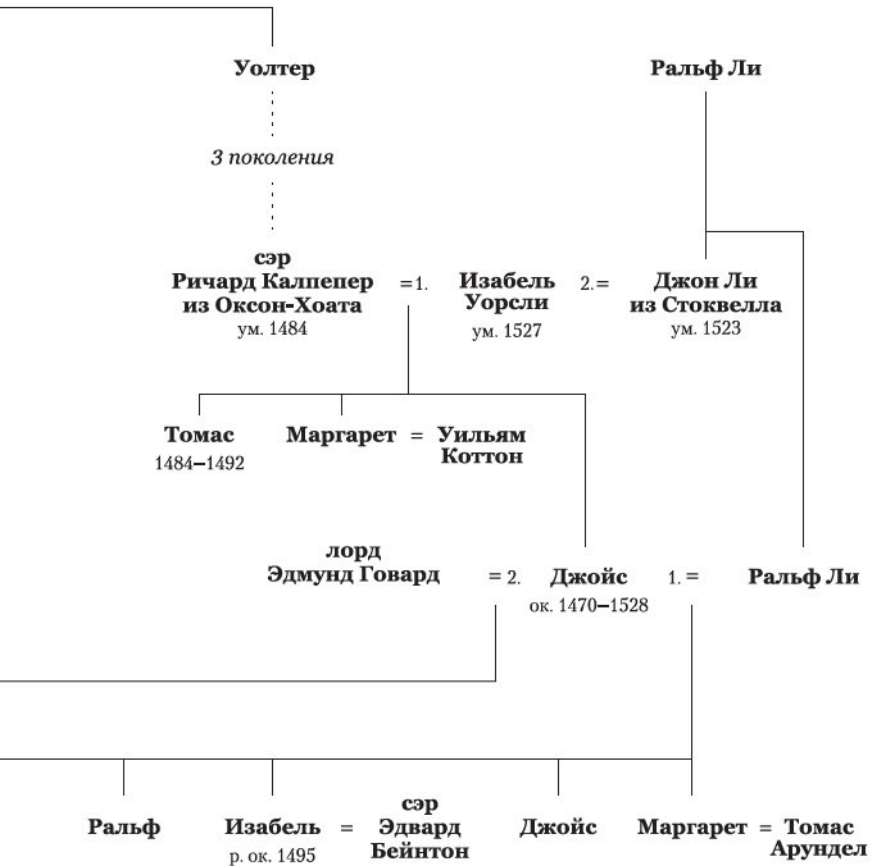 Уолтер
Ральф Ли
3 поколения
сэр
Ричард Калпепер
из Оксон-Хоата
ум. 1484
=1.
Изабель
Уорсли
ум. 1527
2.=
Джон Ли
из Стоквелла
ум. 1523
Томас
1484–1492
Маргарет = Уильям
Коттон
лорд
Эдмунд Говард
= 2.
Джойс
ок. 1470–1528
1. =
Ральф Ли
Ральф
Изабель
р. ок. 1495
=
сэр
Эдвард
Бейнтон
Джойс
Маргарет = Томас
Арундел